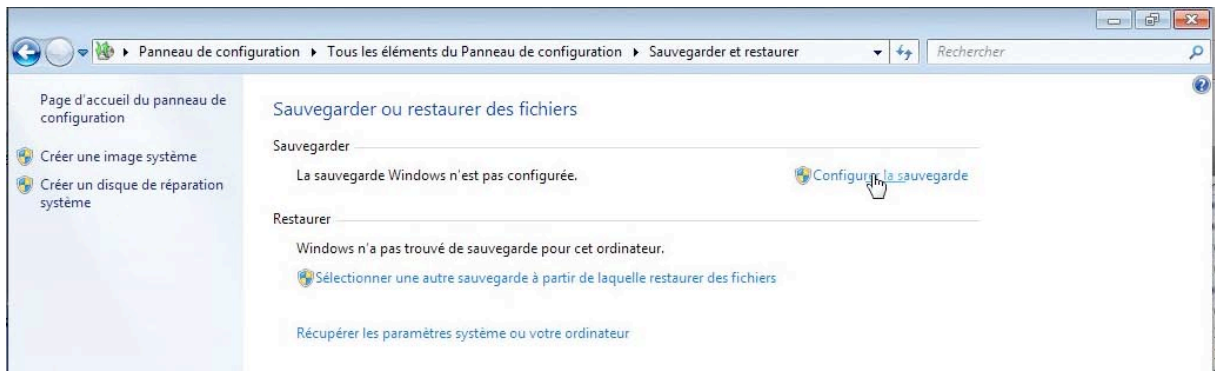 Panneau de configuration ▸ Tous les éléments du Panneau de configuration ▸ Sauvegarder et restaurer
Rechercher
Page d'accueil du panneau de
configuration
Créer une image système
Créer un disque de réparation
système
Sauvegarder ou restaurer des fichiers
Sauvegarder
La sauvegarde Windows n'est pas configurée.
Configurer la sauvegarde
Restaurer
Windows n'a pas trouvé de sauvegarde pour cet ordinateur.
Sélectionner une autre sauvegarde à partir de laquelle restaurer des fichiers
Récupérer les paramètres système ou votre ordinateur